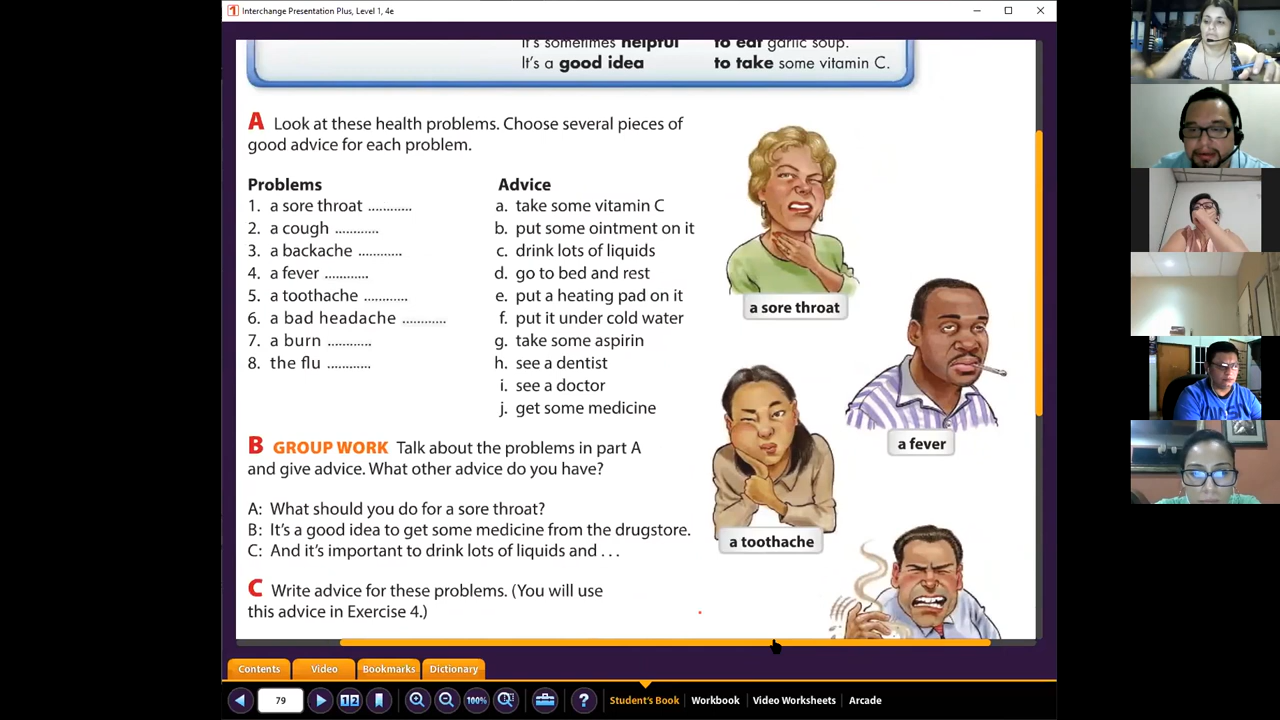 Interchange Presentation Plus, Level 1, 4e
It's sometimes helpful to eat garlic soup.
It's a good idea to take some vitamin C.
A Look at these health problems. Choose several pieces of
good advice for each problem.
Problems
1. a sore throat ............
2. a cough ............
3. a backache ............
4. a fever ............
5. a toothache ............
6. a bad headache ............
7. a burn ............
8. the flu ............
Advice
a. take some vitamin C
b. put some ointment on it
c. drink lots of liquids
d. go to bed and rest
e. put a heating pad on it
f. put it under cold water
g. take some aspirin
h. see a dentist
i. see a doctor
j. get some medicine
a sore throat
a fever
a toothache
B GROUP WORK Talk about the problems in part A
and give advice. What other advice do you have?
A: What should you do for a sore throat?
B: It's a good idea to get some medicine from the drugstore.
C: And it's important to drink lots of liquids and . . .
C Write advice for these problems. (You will use
this advice in Exercise 4.)
Contents Video Bookmarks Dictionary
79 12 100% ? Student's Book Workbook Video Worksheets Arcade